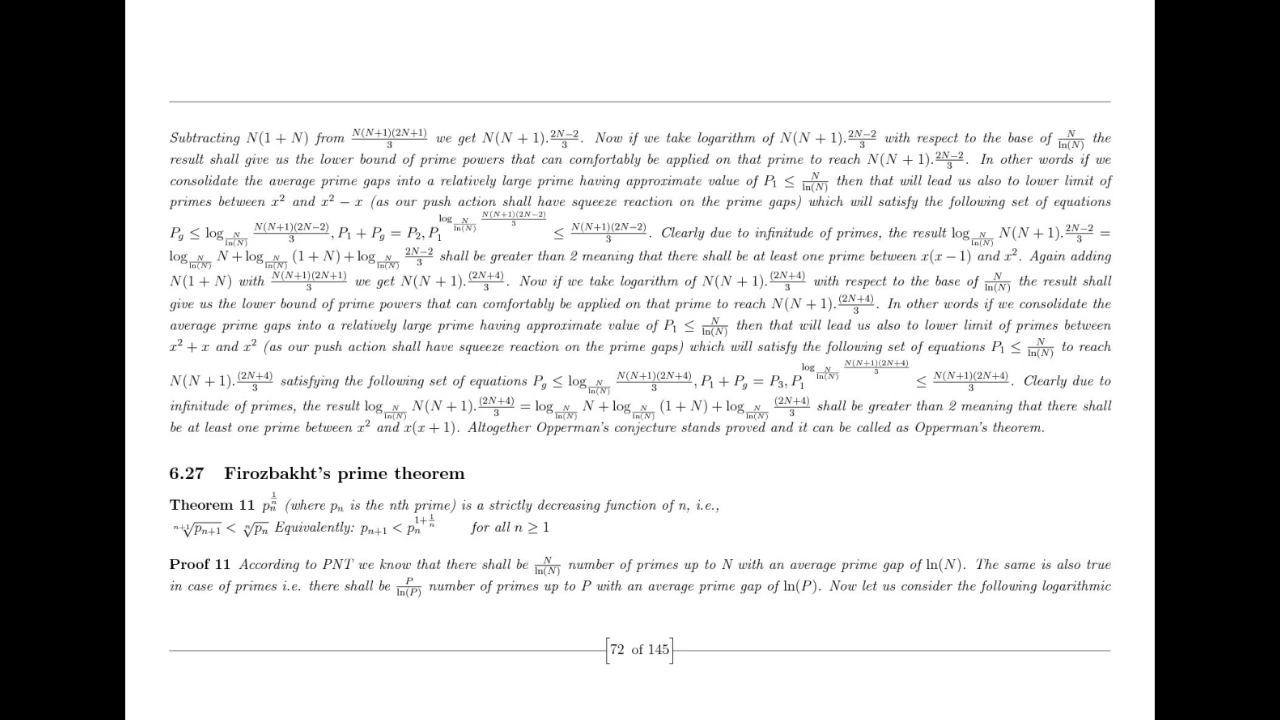 Subtracting N(1 + N) from N(N+1)(2N+1)/3 we get N(N + 1).2N−2/3. Now if we take logarithm of N(N + 1).2N−2/3 with respect to the base of N/ln(N) the
result shall give us the lower bound of prime powers that can comfortably be applied on that prime to reach N(N + 1).2N−2/3. In other words if we
consolidate the average prime gaps into a relatively large prime having approximate value of P₁ ≤ N/ln(N) then that will lead us also to lower limit of
primes between x² and x² − x (as our push action shall have squeeze reaction on the prime gaps) which will satisfy the following set of equations
P_g ≤ log_{N/ln(N)} N(N+1)(2N−2)/3, P₁ + P_g = P₂, P₁^{log_{N/ln(N)} N(N+1)(2N−2)/3} ≤ N(N+1)(2N−2)/3. Clearly due to infinitude of primes, the result log_{N/ln(N)} N(N + 1).2N−2/3 =
log_{N/ln(N)} N + log_{N/ln(N)} (1 + N) + log_{N/ln(N)} 2N−2/3 shall be greater than 2 meaning that there shall be at least one prime between x(x − 1) and x². Again adding
N(1 + N) with N(N+1)(2N+1)/3 we get N(N + 1).(2N+4)/3. Now if we take logarithm of N(N + 1).(2N+4)/3 with respect to the base of N/ln(N) the result shall
give us the lower bound of prime powers that can comfortably be applied on that prime to reach N(N + 1).(2N+4)/3. In other words if we consolidate the
average prime gaps into a relatively large prime having approximate value of P₁ ≤ N/ln(N) then that will lead us also to lower limit of primes between
x² + x and x² (as our push action shall have squeeze reaction on the prime gaps) which will satisfy the following set of equations P₁ ≤ N/ln(N) to reach
N(N + 1).(2N+4)/3 satisfying the following set of equations P_g ≤ log_{N/ln(N)} N(N+1)(2N+4)/3, P₁ + P_g = P₃, P₁^{log_{N/ln(N)} N(N+1)(2N+4)/3} ≤ N(N+1)(2N+4)/3. Clearly due to
infinitude of primes, the result log_{N/ln(N)} N(N + 1).(2N+4)/3 = log_{N/ln(N)} N + log_{N/ln(N)} (1 + N) + log_{N/ln(N)} (2N+4)/3 shall be greater than 2 meaning that there shall
be at least one prime between x² and x(x + 1). Altogether Opperman's conjecture stands proved and it can be called as Opperman's theorem.
6.27 Firozbakht's prime theorem
Theorem 11 p_n^{1/n} (where p_n is the nth prime) is a strictly decreasing function of n, i.e.,
ⁿ⁺¹√p_{n+1} < ⁿ√p_n Equivalently: p_{n+1} < p_n^{1+1/n} for all n ≥ 1
Proof 11 According to PNT we know that there shall be N/ln(N) number of primes up to N with an average prime gap of ln(N). The same is also true
in case of primes i.e. there shall be P/ln(P) number of primes up to P with an average prime gap of ln(P). Now let us consider the following logarithmic
72 of 145